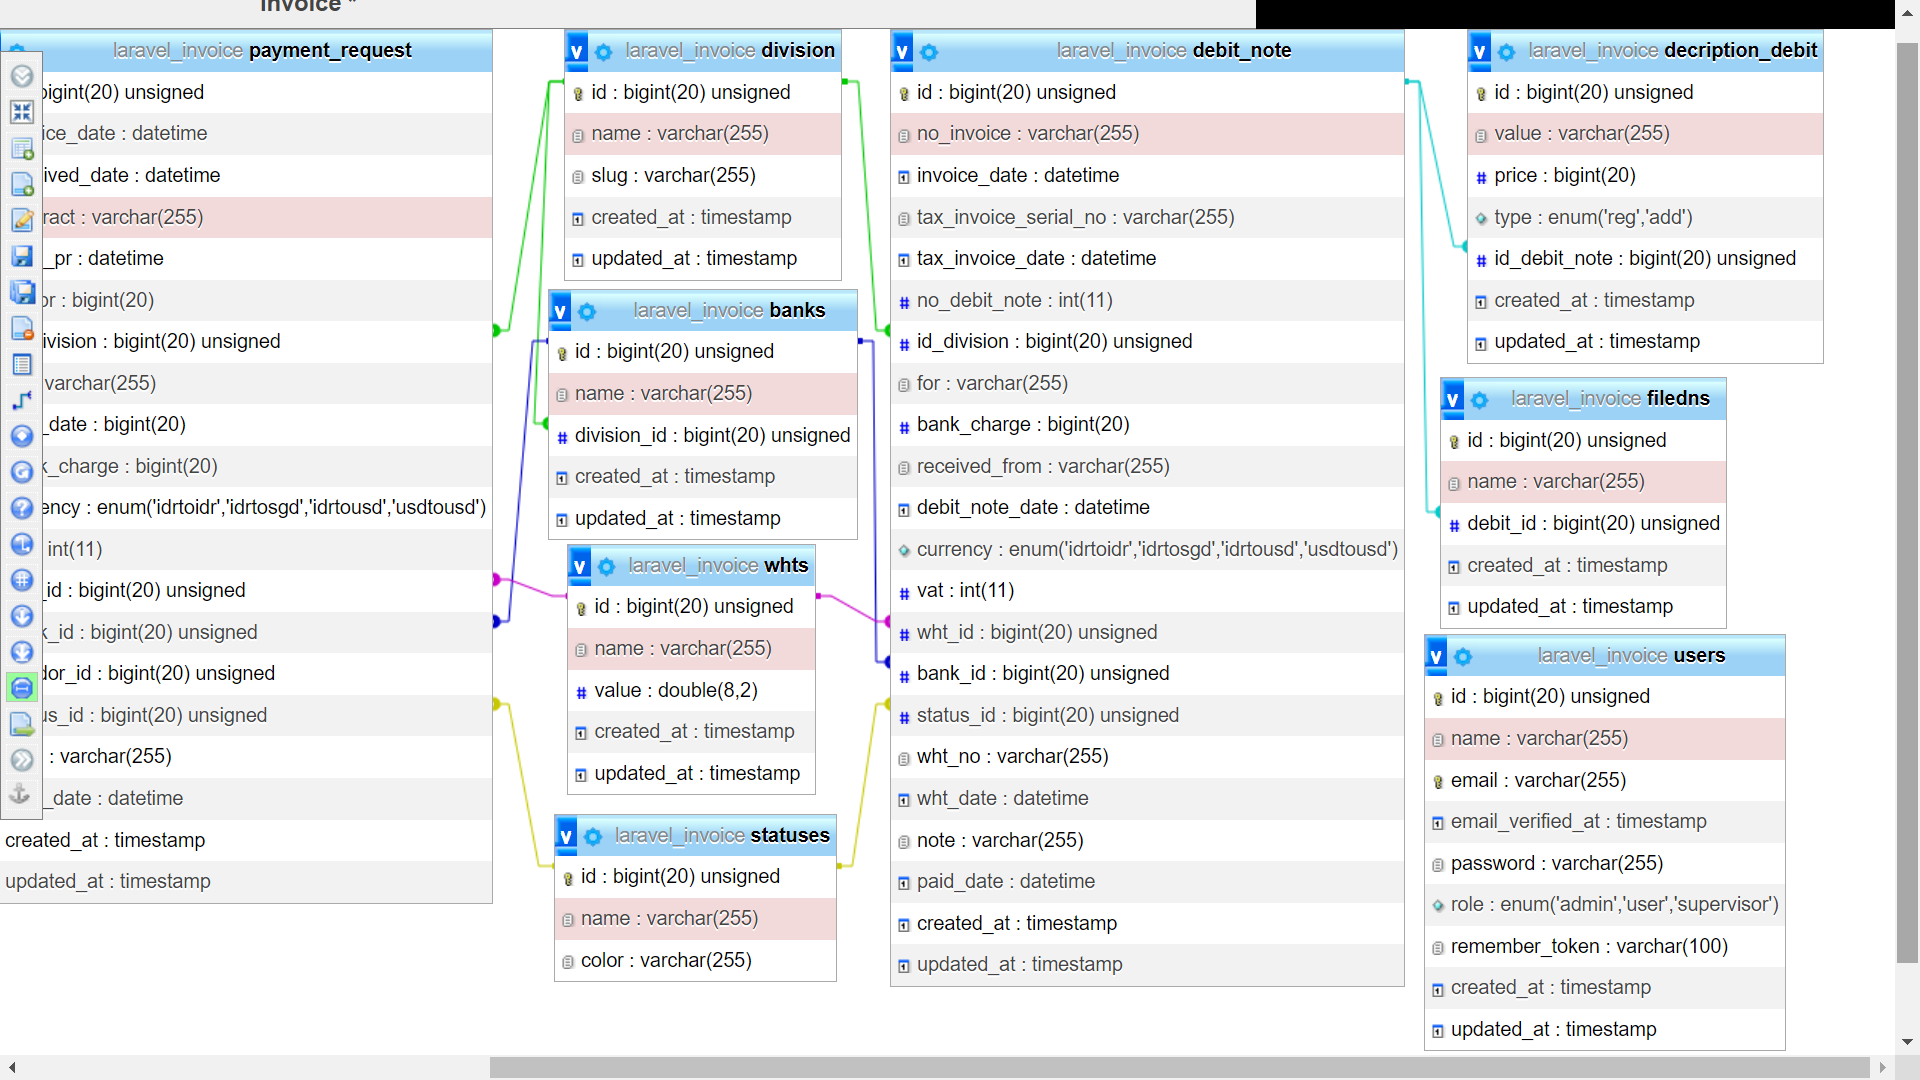 invoice *
laravel_invoice payment_request
bigint(20) unsigned
ice_date : datetime
ived_date : datetime
ract : varchar(255)
_pr : datetime
or : bigint(20)
ivision : bigint(20) unsigned
varchar(255)
_date : bigint(20)
k_charge : bigint(20)
ency : enum('idrtoidr','idrtosgd','idrtousd','usdtousd')
int(11)
_id : bigint(20) unsigned
k_id : bigint(20) unsigned
dor_id : bigint(20) unsigned
us_id : bigint(20) unsigned
: varchar(255)
_date : datetime
created_at : timestamp
updated_at : timestamp
v laravel_invoice division
id : bigint(20) unsigned
name : varchar(255)
slug : varchar(255)
created_at : timestamp
updated_at : timestamp
v laravel_invoice banks
id : bigint(20) unsigned
name : varchar(255)
# division_id : bigint(20) unsigned
created_at : timestamp
updated_at : timestamp
v laravel_invoice whts
id : bigint(20) unsigned
name : varchar(255)
# value : double(8,2)
created_at : timestamp
updated_at : timestamp
v laravel_invoice statuses
id : bigint(20) unsigned
name : varchar(255)
color : varchar(255)
v laravel_invoice debit_note
id : bigint(20) unsigned
no_invoice : varchar(255)
invoice_date : datetime
tax_invoice_serial_no : varchar(255)
tax_invoice_date : datetime
# no_debit_note : int(11)
# id_division : bigint(20) unsigned
for : varchar(255)
# bank_charge : bigint(20)
received_from : varchar(255)
debit_note_date : datetime
currency : enum('idrtoidr','idrtosgd','idrtousd','usdtousd')
# vat : int(11)
# wht_id : bigint(20) unsigned
# bank_id : bigint(20) unsigned
# status_id : bigint(20) unsigned
wht_no : varchar(255)
wht_date : datetime
note : varchar(255)
paid_date : datetime
created_at : timestamp
updated_at : timestamp
v laravel_invoice decription_debit
id : bigint(20) unsigned
value : varchar(255)
# price : bigint(20)
type : enum('reg','add')
# id_debit_note : bigint(20) unsigned
created_at : timestamp
updated_at : timestamp
v laravel_invoice filedns
id : bigint(20) unsigned
name : varchar(255)
# debit_id : bigint(20) unsigned
created_at : timestamp
updated_at : timestamp
v laravel_invoice users
id : bigint(20) unsigned
name : varchar(255)
email : varchar(255)
email_verified_at : timestamp
password : varchar(255)
role : enum('admin','user','supervisor')
remember_token : varchar(100)
created_at : timestamp
updated_at : timestamp